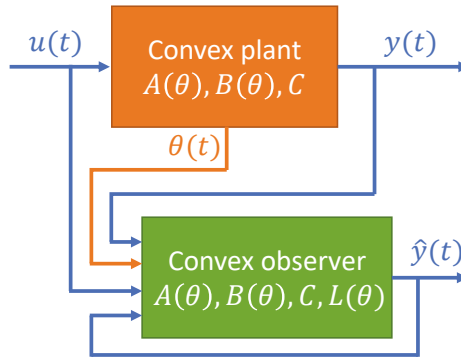 u(t)
Convex plant
A(θ), B(θ), C
y(t)
θ(t)
Convex observer
A(θ), B(θ), C, L(θ)
ŷ(t)